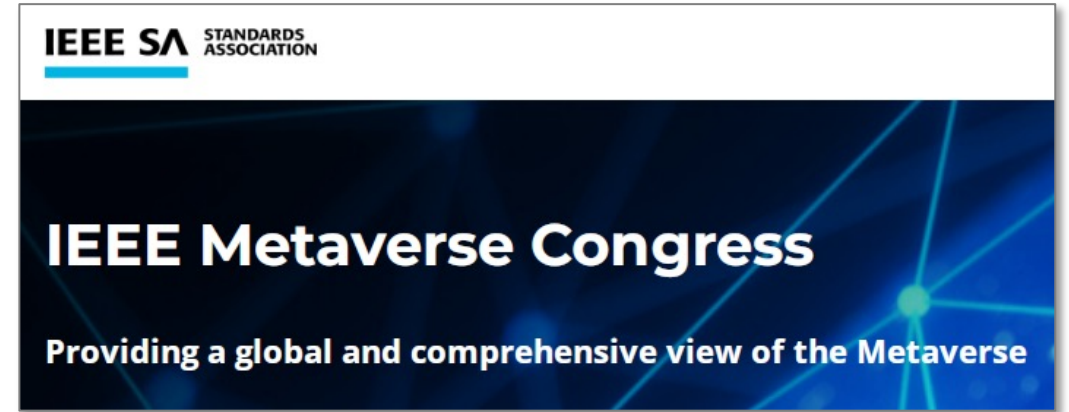 IEEE SA STANDARDS
ASSOCIATION
IEEE Metaverse Congress
Providing a global and comprehensive view of the Metaverse